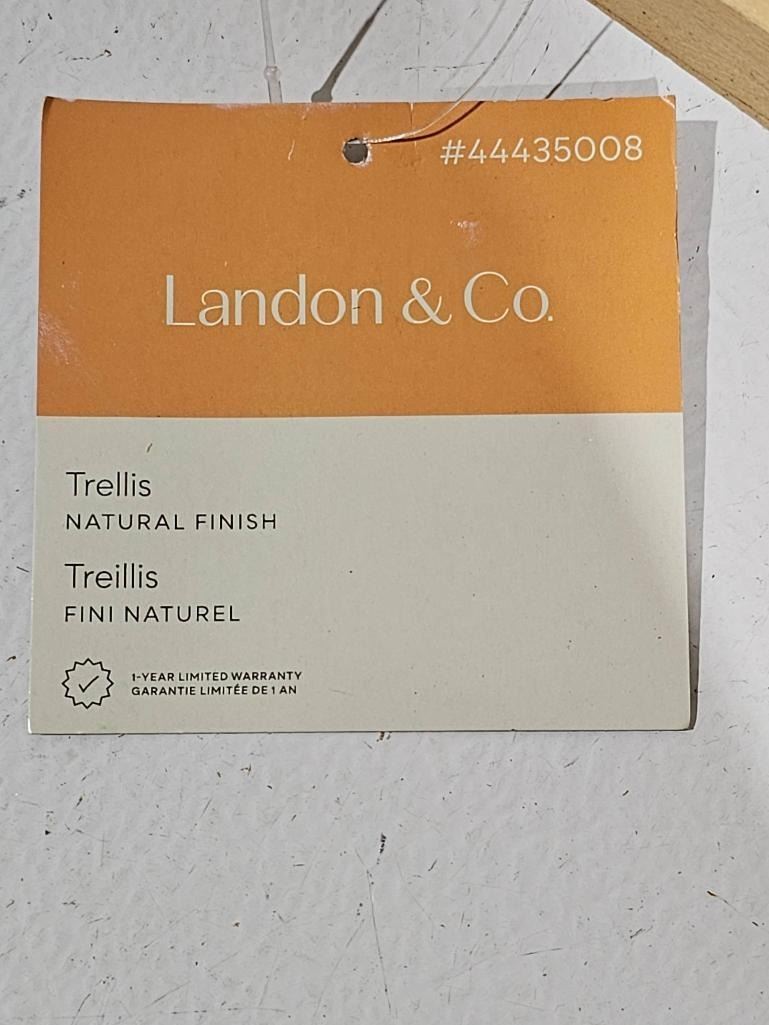 #44435008
Landon & Co.
Trellis
NATURAL FINISH
Treillis
FINI NATUREL
1-YEAR LIMITED WARRANTY
GARANTIE LIMITÉE DE 1 AN